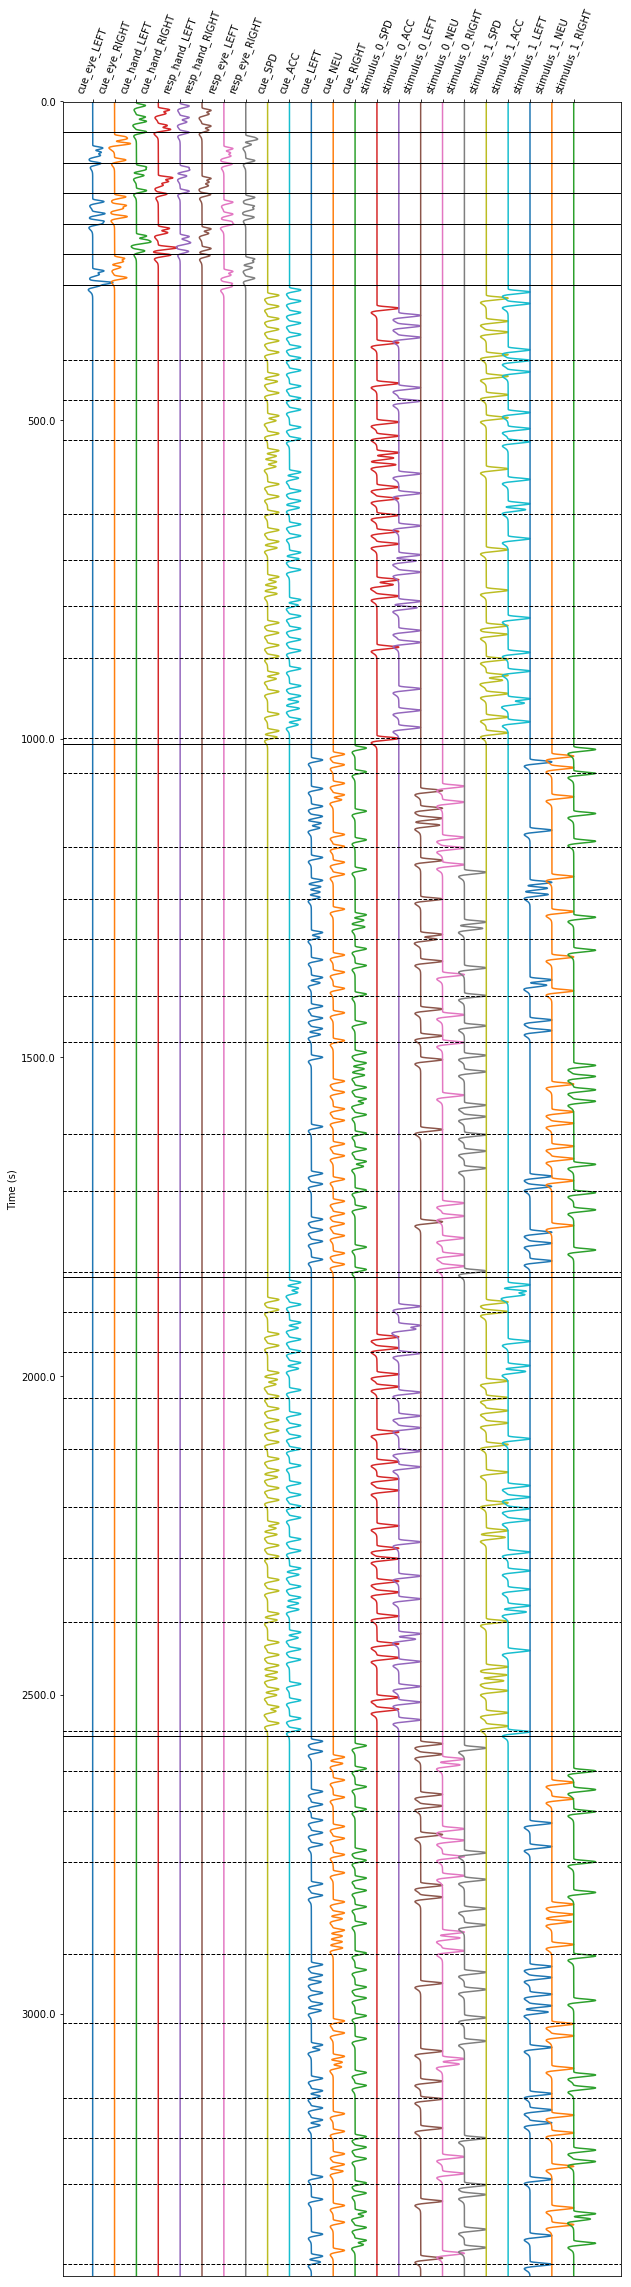 cue_eye_LEFT
cue_eye_RIGHT
cue_hand_LEFT
cue_hand_RIGHT
resp_hand_LEFT
resp_hand_RIGHT
resp_eye_LEFT
resp_eye_RIGHT
cue_SPD
cue_ACC
cue_LEFT
cue_NEU
cue_RIGHT
stimulus_0_SPD
stimulus_0_ACC
stimulus_0_LEFT
stimulus_0_NEU
stimulus_0_RIGHT
stimulus_1_SPD
stimulus_1_ACC
stimulus_1_LEFT
stimulus_1_NEU
stimulus_1_RIGHT
0.0
500.0
1000.0
Time (s)
1500.0
2000.0
2500.0
3000.0